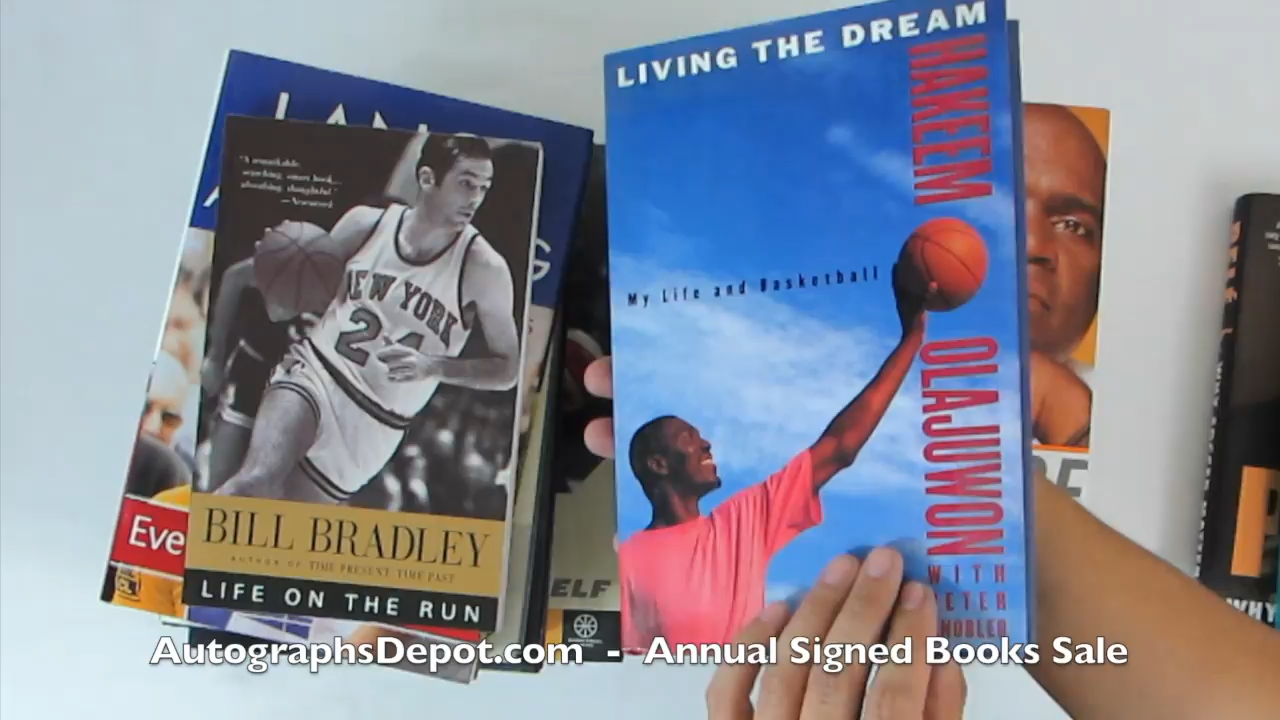 LIVING THE DREAM
HAKEEM
OLAJUWON
My Life and Basketball
WITH
PETER
KNOBLER
LAN
G
"A remarkable,
searching, smart book...
absorbing, thoughtful."
—Newsweek
NEW YORK
24
BILL BRADLEY
AUTHOR OF TIME PRESENT, TIME PAST
LIFE ON THE RUN
Eve
ELF
WHY
AutographsDepot.com - Annual Signed Books Sale